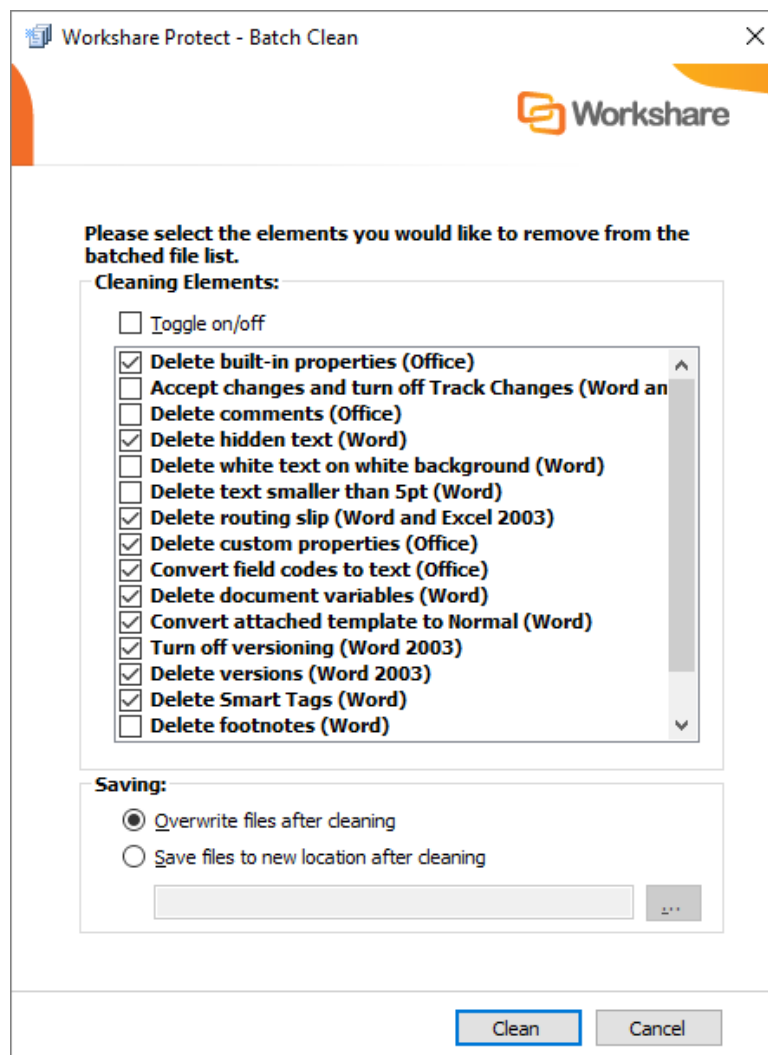 Workshare Protect - Batch Clean
Workshare
Please select the elements you would like to remove from the
batched file list.
Cleaning Elements:
Toggle on/off
Delete built-in properties (Office)
Accept changes and turn off Track Changes (Word an
Delete comments (Office)
Delete hidden text (Word)
Delete white text on white background (Word)
Delete text smaller than 5pt (Word)
Delete routing slip (Word and Excel 2003)
Delete custom properties (Office)
Convert field codes to text (Office)
Delete document variables (Word)
Convert attached template to Normal (Word)
Turn off versioning (Word 2003)
Delete versions (Word 2003)
Delete Smart Tags (Word)
Delete footnotes (Word)
Saving:
Overwrite files after cleaning
Save files to new location after cleaning
...
Clean Cancel